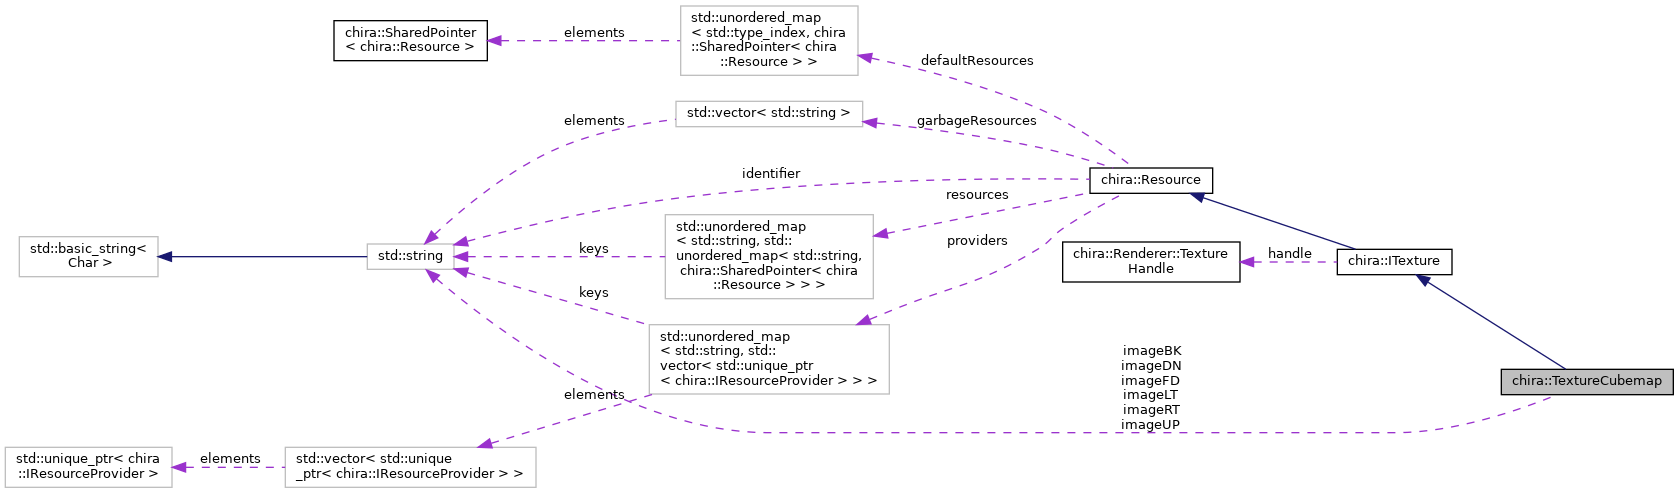 chira::SharedPointer
< chira::Resource >
elements
std::unordered_map
< std::type_index, chira
::SharedPointer< chira
::Resource > >
defaultResources
elements
std::vector< std::string >
garbageResources
identifier
chira::Resource
resources
std::unordered_map
< std::string, std::
unordered_map< std::string,
chira::SharedPointer< chira
::Resource > > >
providers
std::basic_string<
Char >
std::string
keys
chira::Renderer::Texture
Handle
handle
chira::ITexture
keys
std::unordered_map
< std::string, std::
vector< std::unique_ptr
< chira::IResourceProvider > > >
imageBK
imageDN
imageFD
imageLT
imageRT
imageUP
chira::TextureCubemap
elements
std::unique_ptr< chira
::IResourceProvider >
elements
std::vector< std::unique
_ptr< chira::IResourceProvider > >